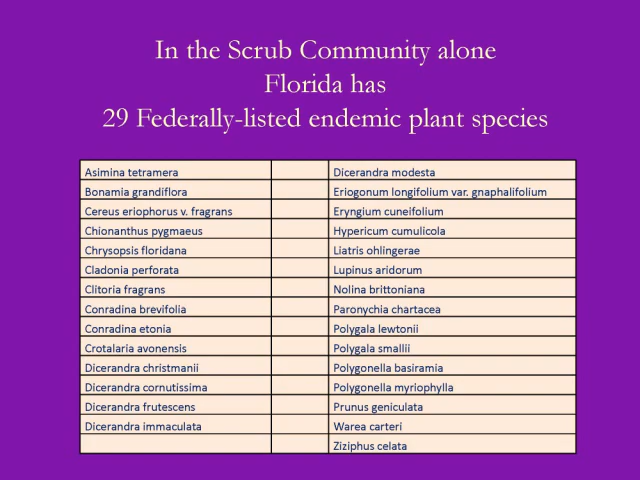 In the Scrub Community alone
Florida has
29 Federally-listed endemic plant species
Asimina tetramera
Bonamia grandiflora
Cereus eriophorus v. fragrans
Chionanthus pygmaeus
Chrysopsis floridana
Cladonia perforata
Clitoria fragrans
Conradina brevifolia
Conradina etonia
Crotalaria avonensis
Dicerandra christmanii
Dicerandra cornutissima
Dicerandra frutescens
Dicerandra immaculata
Dicerandra modesta
Eriogonum longifolium var. gnaphalifolium
Eryngium cuneifolium
Hypericum cumulicola
Liatris ohlingerae
Lupinus aridorum
Nolina brittoniana
Paronychia chartacea
Polygala lewtonii
Polygala smallii
Polygonella basiramia
Polygonella myriophylla
Prunus geniculata
Warea carteri
Ziziphus celata